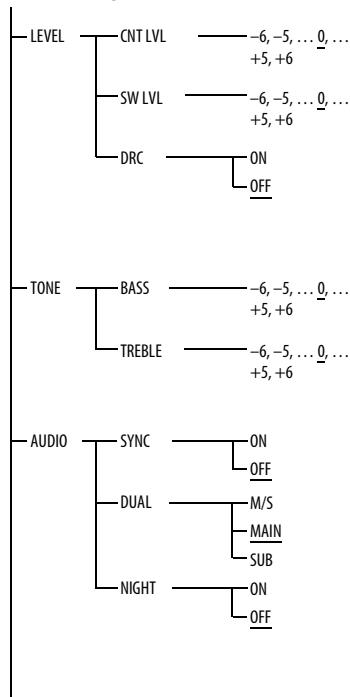 LEVEL CNT LVL –6, –5, … 0, …
+5, +6
SW LVL –6, –5, … 0, …
+5, +6
DRC ON
OFF
TONE BASS –6, –5, … 0, …
+5, +6
TREBLE –6, –5, … 0, …
+5, +6
AUDIO SYNC ON
OFF
DUAL M/S
MAIN
SUB
NIGHT ON
OFF